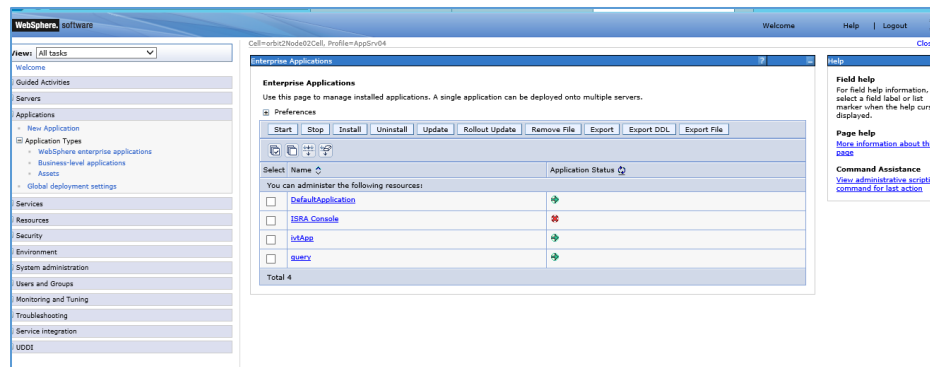 WebSphere. software
Welcome Help | Logout
View: All tasks
Cell=orbit2Node02Cell, Profile=AppSrv04
Clos
Welcome
Guided Activities
Servers
Applications
New Application
Application Types
WebSphere enterprise applications
Business-level applications
Assets
Global deployment settings
Services
Resources
Security
Environment
System administration
Users and Groups
Monitoring and Tuning
Troubleshooting
Service integration
UDDI
Enterprise Applications
?
Enterprise Applications
Use this page to manage installed applications. A single application can be deployed onto multiple servers.
Preferences
Start Stop Install Uninstall Update Rollout Update Remove File Export Export DDL Export File
Select Name Application Status
You can administer the following resources:
DefaultApplication
ISRA Console
ivtApp
query
Total 4
Help
Field help
For field help information,
select a field label or list
marker when the help curs
displayed.
Page help
More information about th
page
Command Assistance
View administrative scripti
command for last action